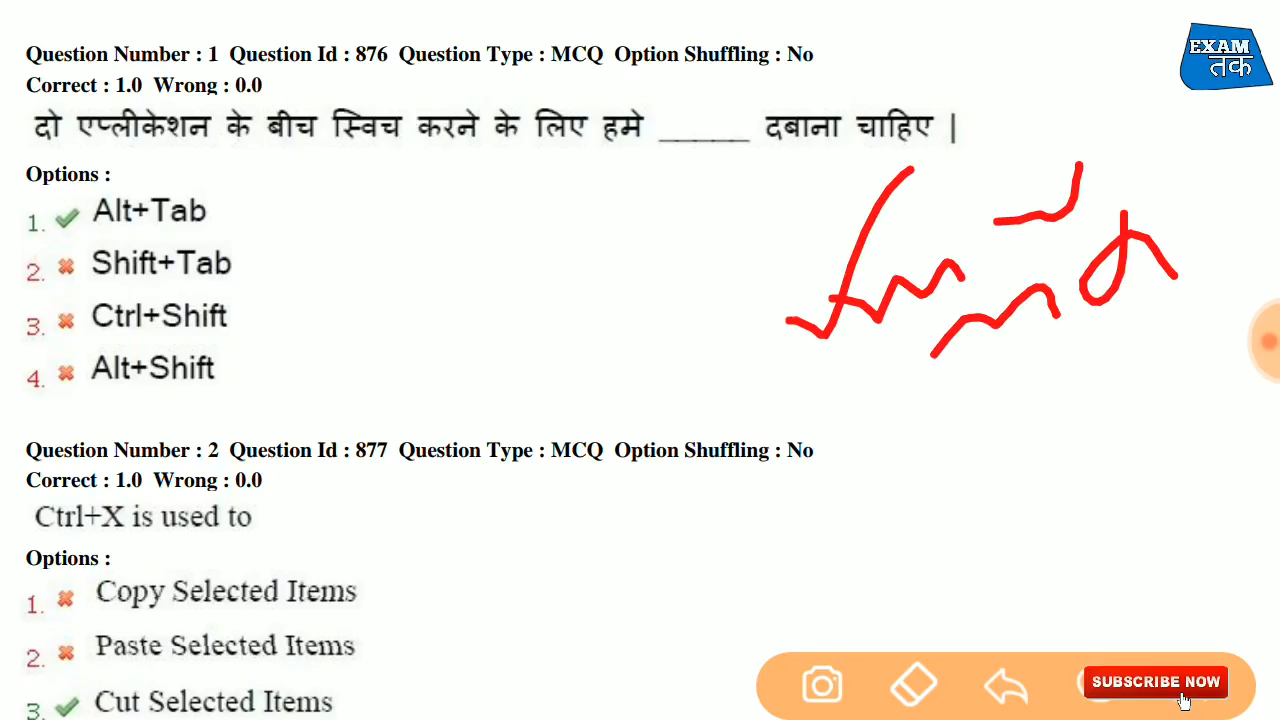 EXAM
तक
Question Number : 1 Question Id : 876 Question Type : MCQ Option Shuffling : No
Correct : 1.0 Wrong : 0.0
दो एप्लीकेशन के बीच स्विच करने के लिए हमे ______ दबाना चाहिए |
Options :
1. Alt+Tab
2. Shift+Tab
3. Ctrl+Shift
4. Alt+Shift
Question Number : 2 Question Id : 877 Question Type : MCQ Option Shuffling : No
Correct : 1.0 Wrong : 0.0
Ctrl+X is used to
Options :
1. Copy Selected Items
2. Paste Selected Items
3. Cut Selected Items
SUBSCRIBE NOW